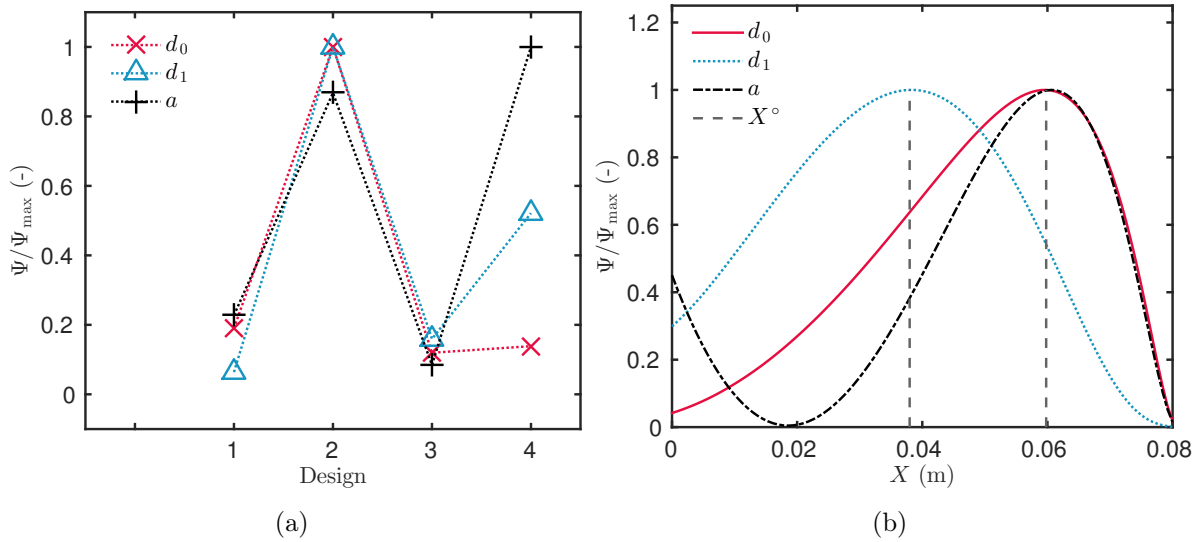 d₀
d₁
a
1
0.8
0.6
0.4
0.2
0
Ψ/Ψmax (-)
1 2 3 4
Design
(a)
d₀
d₁
a
X°
1.2
1
0.8
0.6
0.4
0.2
0
Ψ/Ψmax (-)
0 0.02 0.04 0.06 0.08
X (m)
(b)